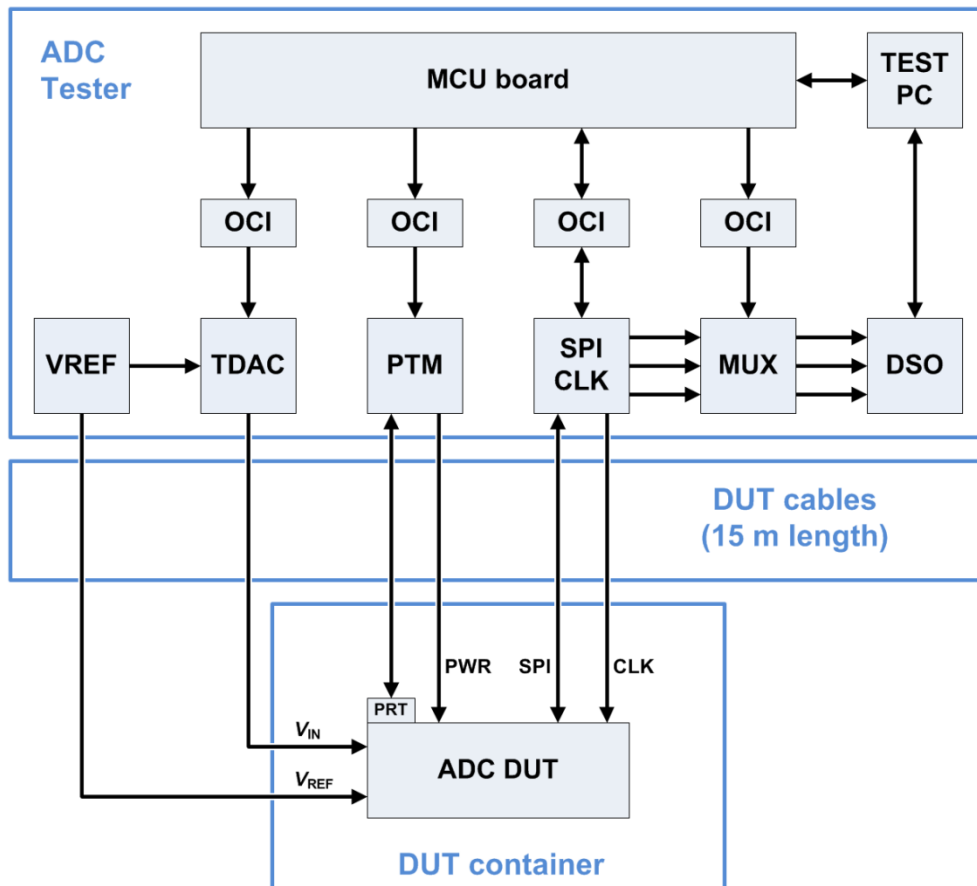 ADC
Tester
MCU board
TEST
PC
OCI
OCI
OCI
OCI
VREF
TDAC
PTM
SPI
CLK
MUX
DSO
DUT cables
(15 m length)
PWR
SPI
CLK
PRT
VIN
ADC DUT
VREF
DUT container